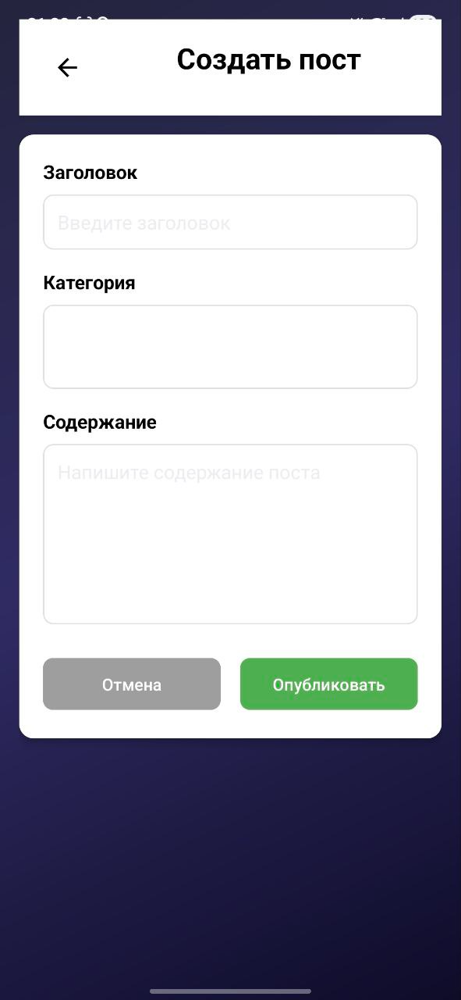 Создать пост
Заголовок
Введите заголовок
Категория
Содержание
Напишите содержание поста
Отмена
Опубликовать